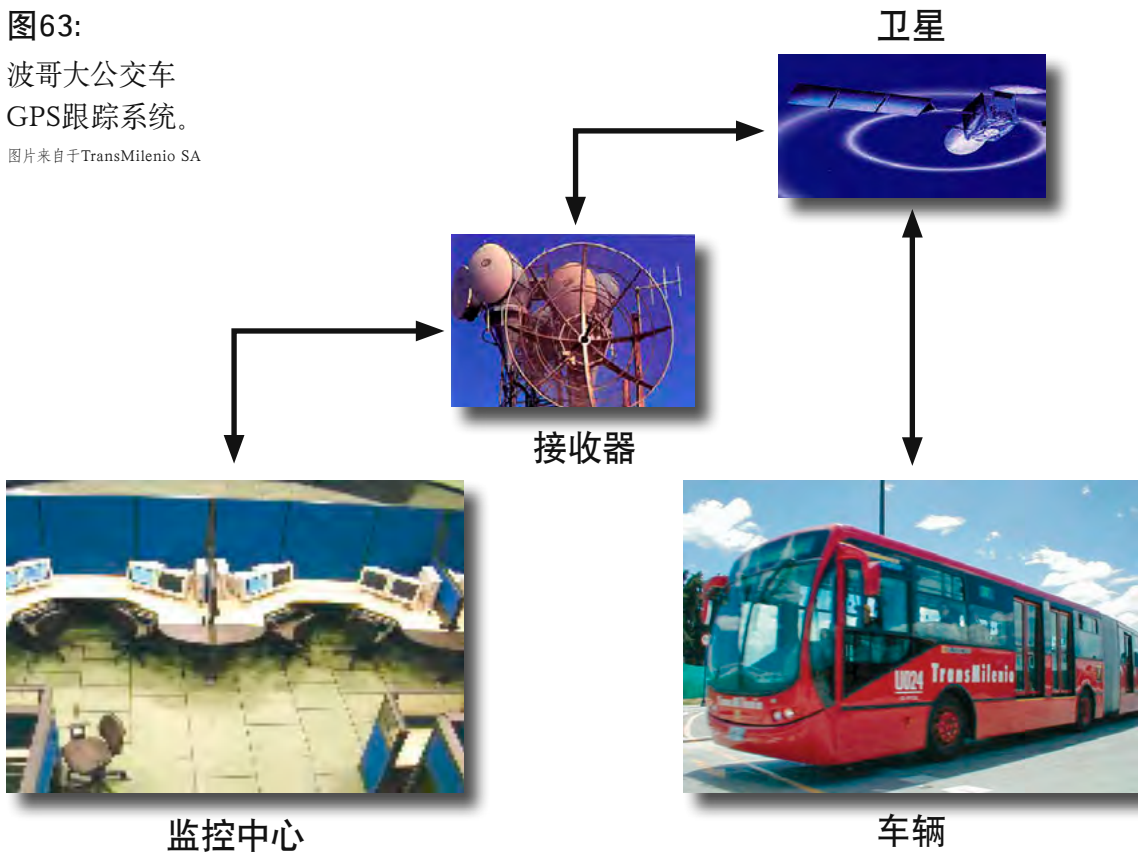 图63:
波哥大公交车
GPS跟踪系统。
图片来自于TransMilenio SA
卫星
接收器
监控中心
车辆
U024
TransMilenio
TransMilenio